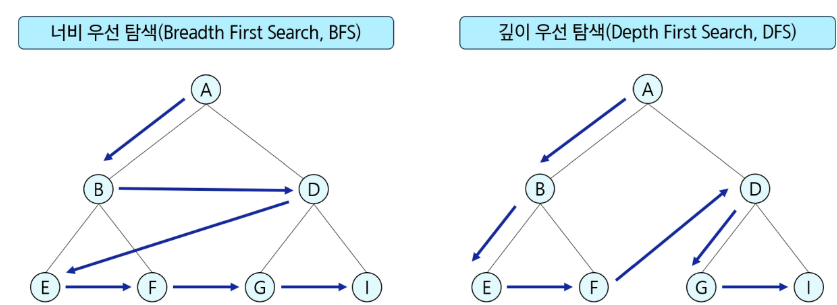 너비 우선 탐색(Breadth First Search, BFS)
A
B
D
E
F
G
I
깊이 우선 탐색(Depth First Search, DFS)
A
B
D
E
F
G
I